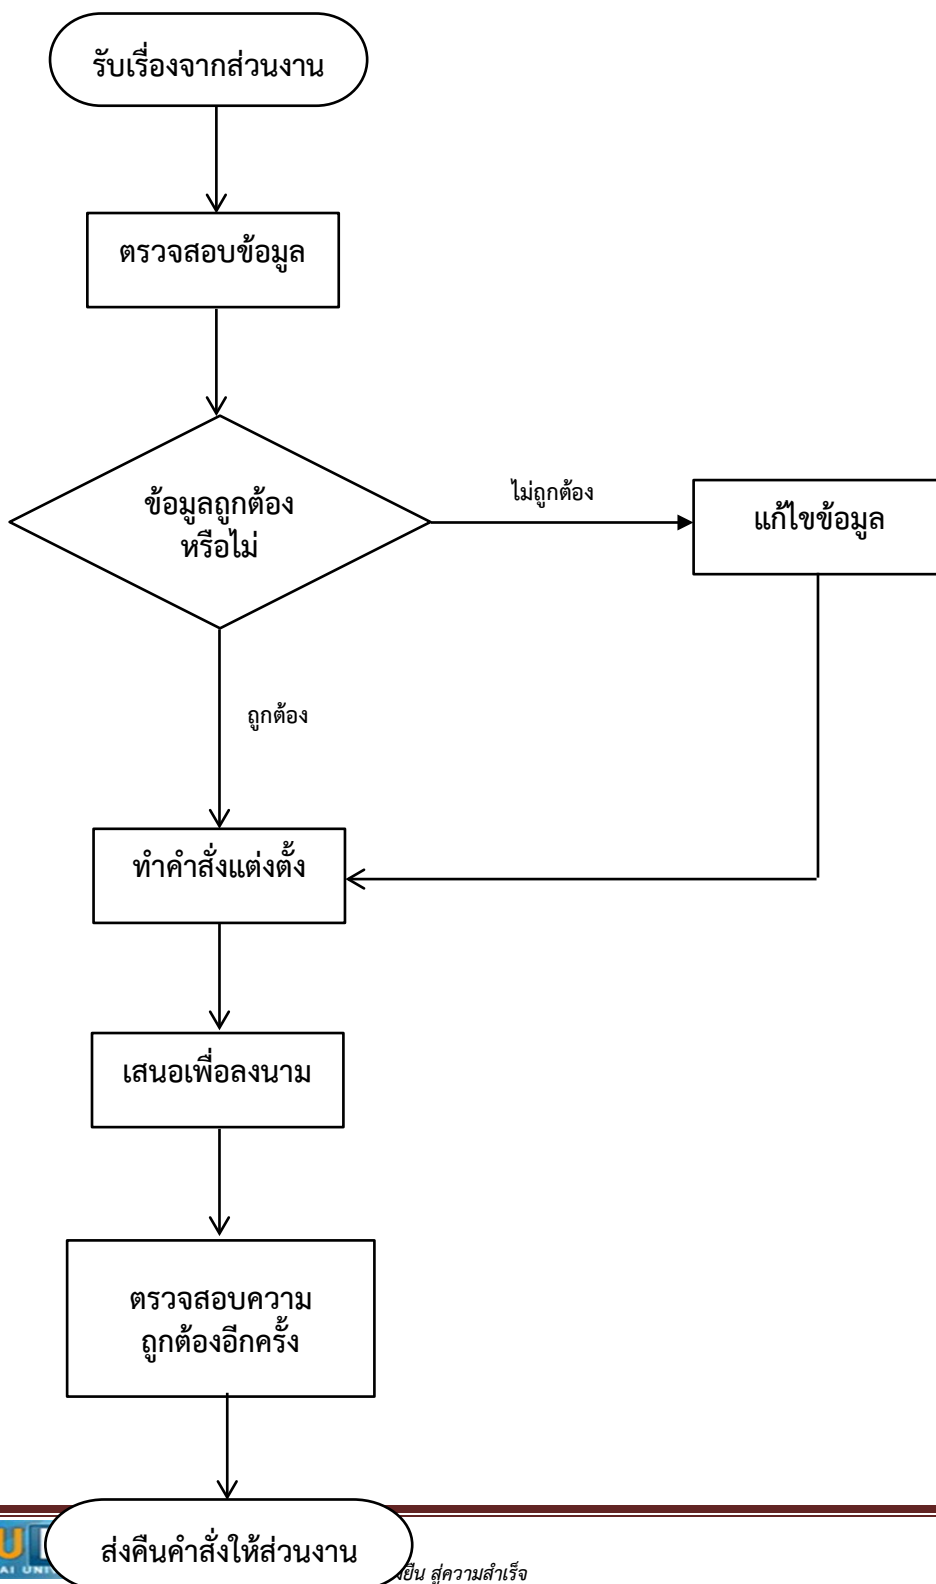 รับเรื่องจากส่วนงาน
ตรวจสอบข้อมูล
ข้อมูลถูกต้อง
หรือไม่
ไม่ถูกต้อง
แก้ไขข้อมูล
ถูกต้อง
ทำคำสั่งแต่งตั้ง
เสนอเพื่อลงนาม
ตรวจสอบความ
ถูกต้องอีกครั้ง
ส่งคืนคำสั่งให้ส่วนงาน
สู่ความสำเร็จ